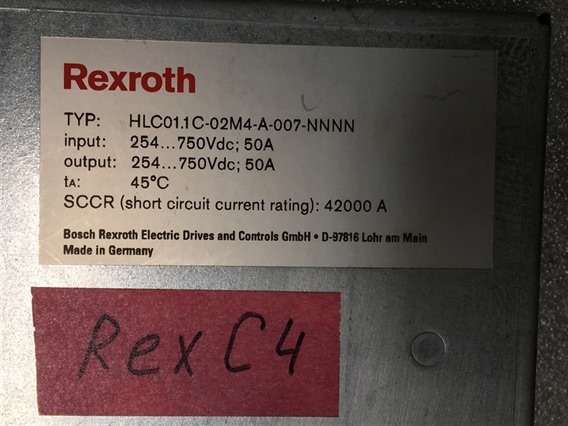 Rexroth
TYP: HLC01.1C-02M4-A-007-NNNN
input: 254...750Vdc; 50A
output: 254...750Vdc; 50A
tA: 45°C
SCCR (short circuit current rating): 42000 A
Bosch Rexroth Electric Drives and Controls GmbH • D-97816 Lohr am Main
Made in Germany
Rex C4